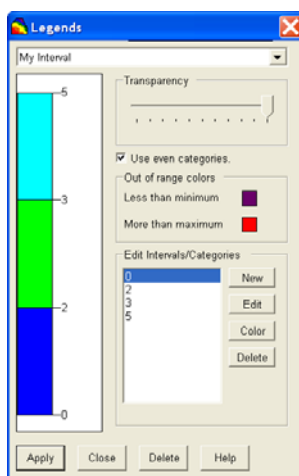 Legends
My Interval
5
3
2
0
Transparency
Use even categories.
Out of range colors
Less than minimum
More than maximum
Edit Intervals/Categories
0
2
3
5
New
Edit
Color
Delete
Apply
Close
Delete
Help